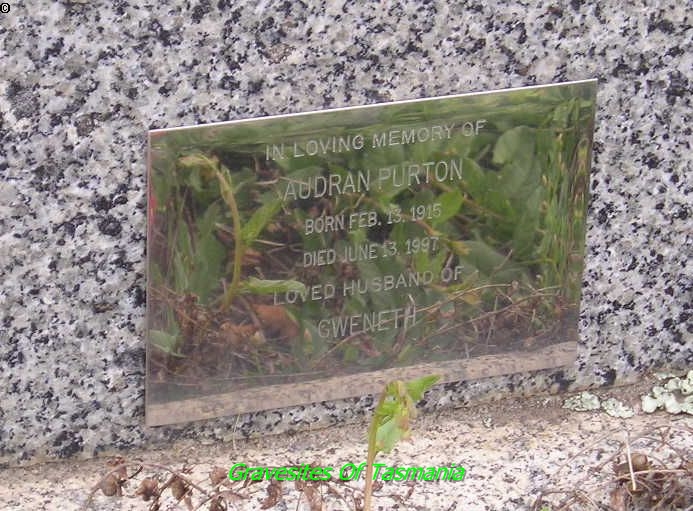 ©
IN LOVING MEMORY OF
AUDRAN PURTON
BORN FEB. 13. 1915
DIED JUNE 13 1997
LOVED HUSBAND OF
GWENETH
Gravesites Of Tasmania